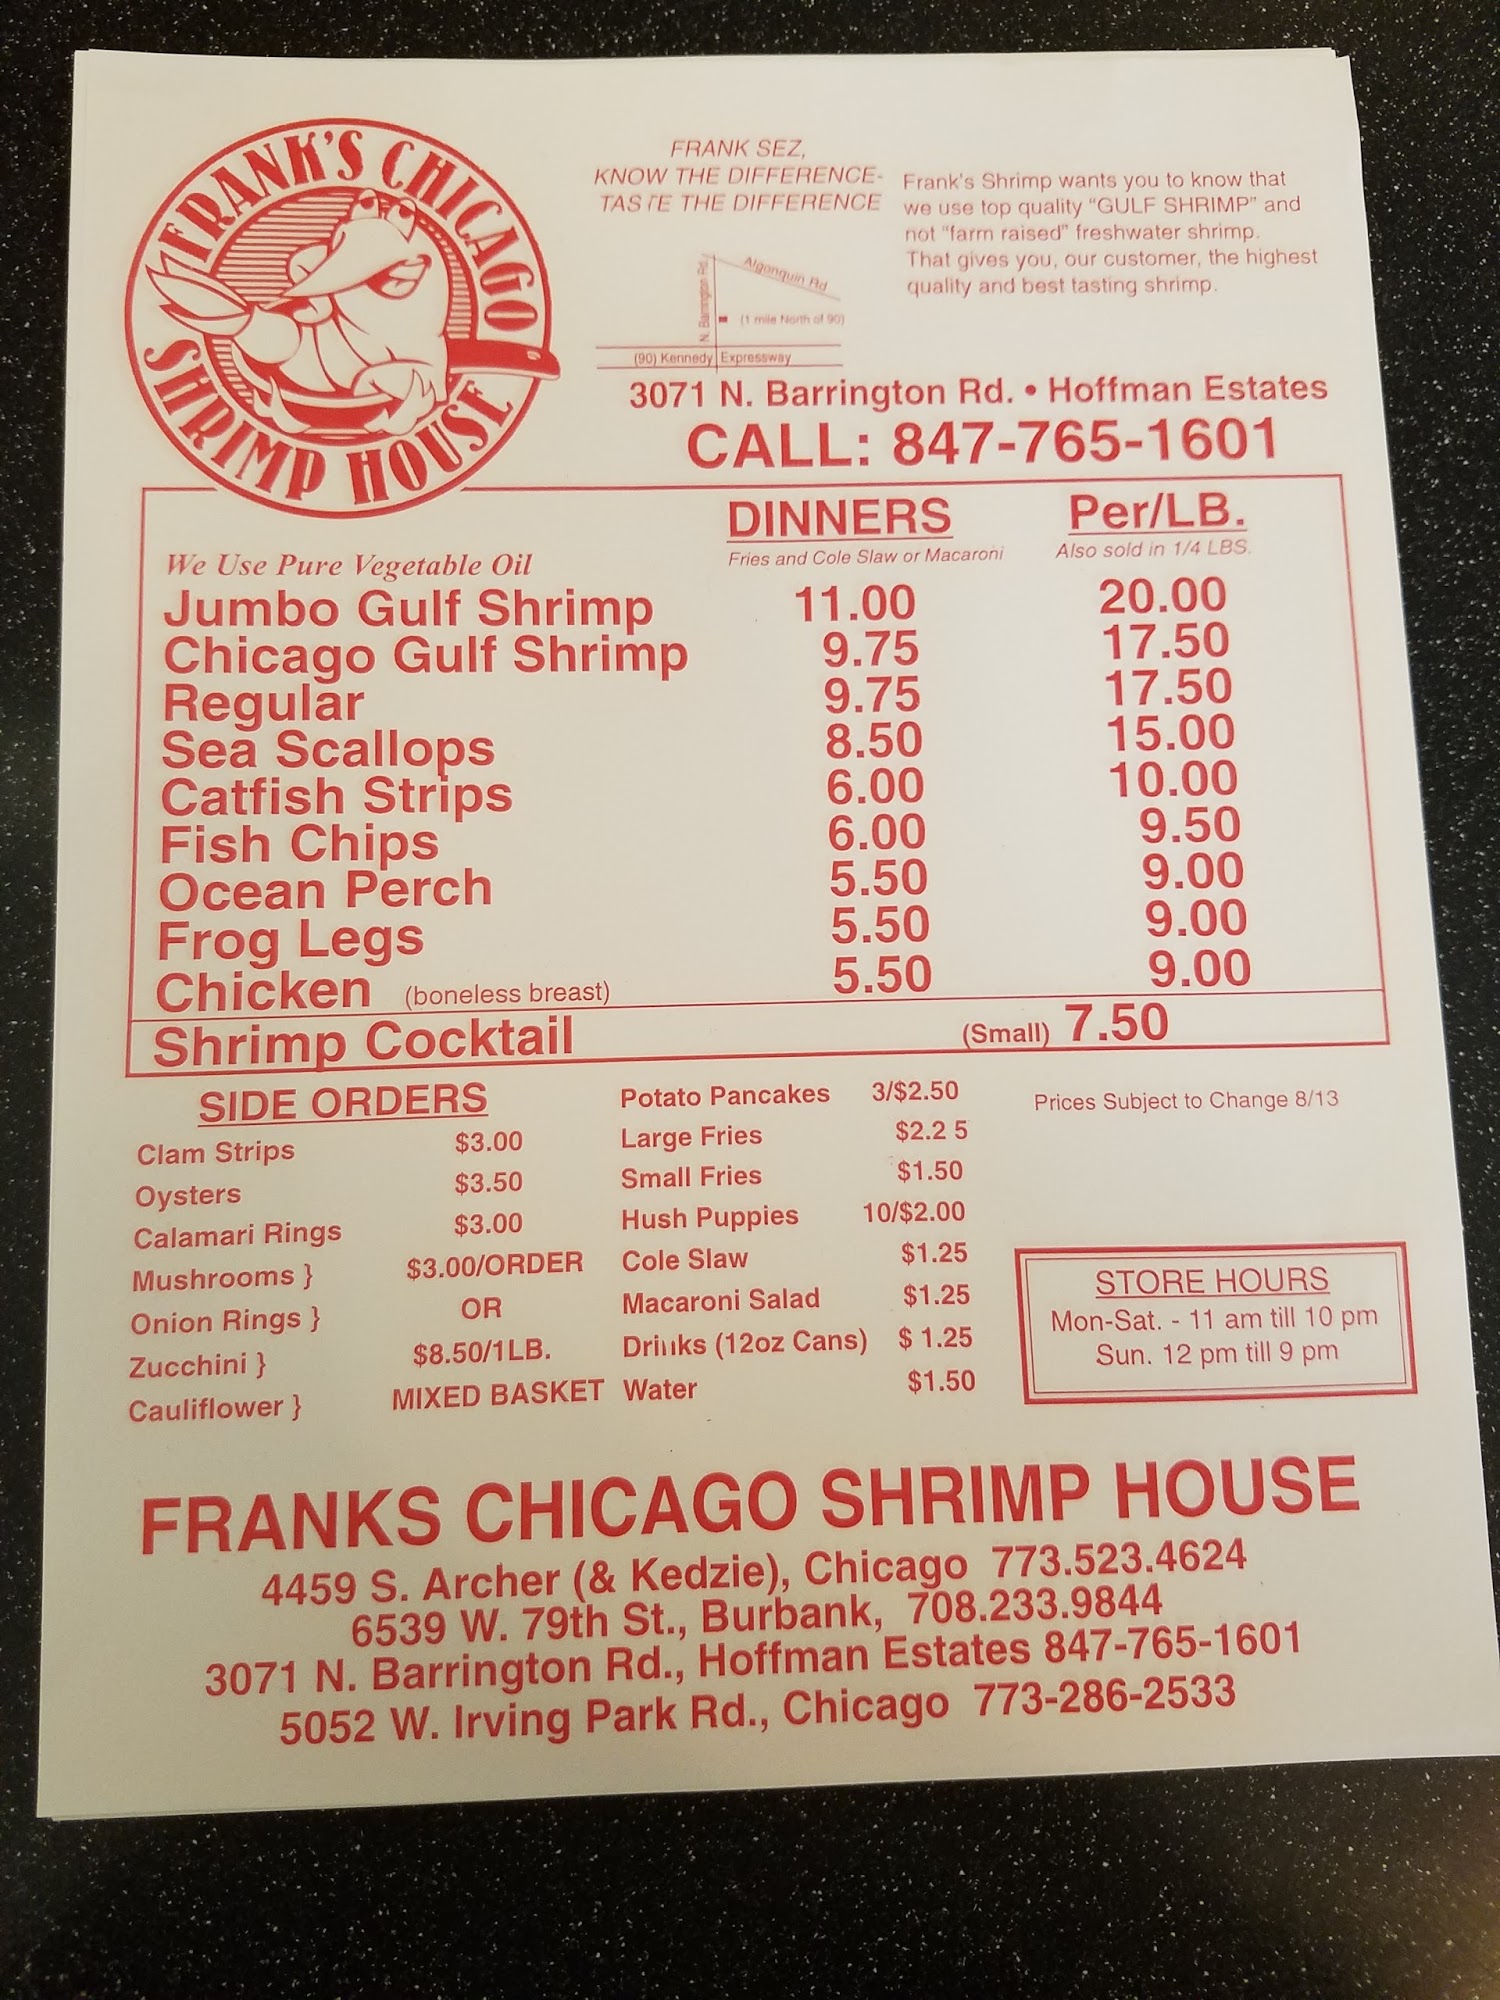 FRANK'S CHICAGO
SHRIMP HOUSE
FRANK SEZ,
KNOW THE DIFFERENCE-
TASTE THE DIFFERENCE
Frank's Shrimp wants you to know that
we use top quality "GULF SHRIMP" and
not "farm raised" freshwater shrimp.
That gives you, our customer, the highest
quality and best tasting shrimp.
Algonquin Rd
N. Barrington Rd.
(1 mile North of 90)
(90) Kennedy Expressway
3071 N. Barrington Rd. • Hoffman Estates
CALL: 847-765-1601
DINNERS Per/LB.
We Use Pure Vegetable Oil Fries and Cole Slaw or Macaroni Also sold in 1/4 LBS.
Jumbo Gulf Shrimp 11.00 20.00
Chicago Gulf Shrimp 9.75 17.50
Regular 9.75 17.50
Sea Scallops 8.50 15.00
Catfish Strips 6.00 10.00
Fish Chips 6.00 9.50
Ocean Perch 5.50 9.00
Frog Legs 5.50 9.00
Chicken (boneless breast) 5.50 9.00
Shrimp Cocktail (Small) 7.50
SIDE ORDERS
Clam Strips $3.00
Oysters $3.50
Calamari Rings $3.00
Mushrooms } $3.00/ORDER
Onion Rings } OR
Zucchini } $8.50/1LB.
Cauliflower } MIXED BASKET
Potato Pancakes 3/$2.50
Large Fries $2.2 5
Small Fries $1.50
Hush Puppies 10/$2.00
Cole Slaw $1.25
Macaroni Salad $1.25
Drinks (12oz Cans) $ 1.25
Water $1.50
Prices Subject to Change 8/13
STORE HOURS
Mon-Sat. - 11 am till 10 pm
Sun. 12 pm till 9 pm
FRANKS CHICAGO SHRIMP HOUSE
4459 S. Archer (& Kedzie), Chicago 773.523.4624
6539 W. 79th St., Burbank, 708.233.9844
3071 N. Barrington Rd., Hoffman Estates 847-765-1601
5052 W. Irving Park Rd., Chicago 773-286-2533